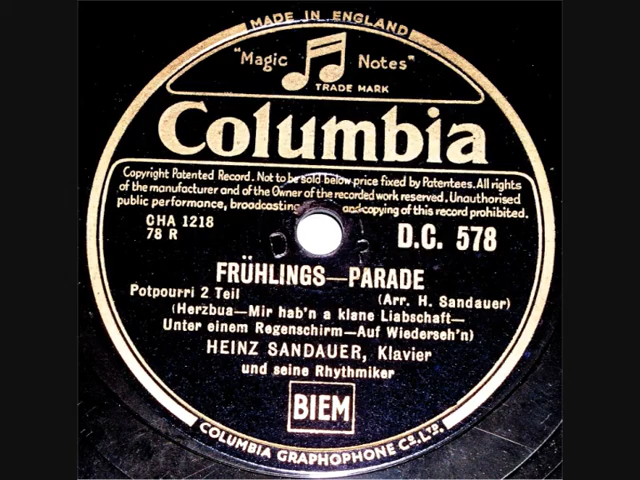 MADE IN ENGLAND
"Magic Notes"
TRADE MARK
Columbia
Copyright Patented Record. Not to be sold below price fixed by Patentees. All rights
of the manufacturer and of the Owner of the recorded work reserved. Unauthorised
public performance, broadcasting and copying of this record prohibited.
CHA 1218
78 R
D.C. 578
FRÜHLINGS—PARADE
Potpourri 2 Teil (Arr. H. Sandauer)
(Herzbua—Mir hab'n a klane Liabschaft—
Unter einem Regenschirm—Auf Wiederseh'n)
HEINZ SANDAUER, Klavier
und seine Rhythmiker
BIEM
COLUMBIA GRAPHOPHONE Co. LTD.